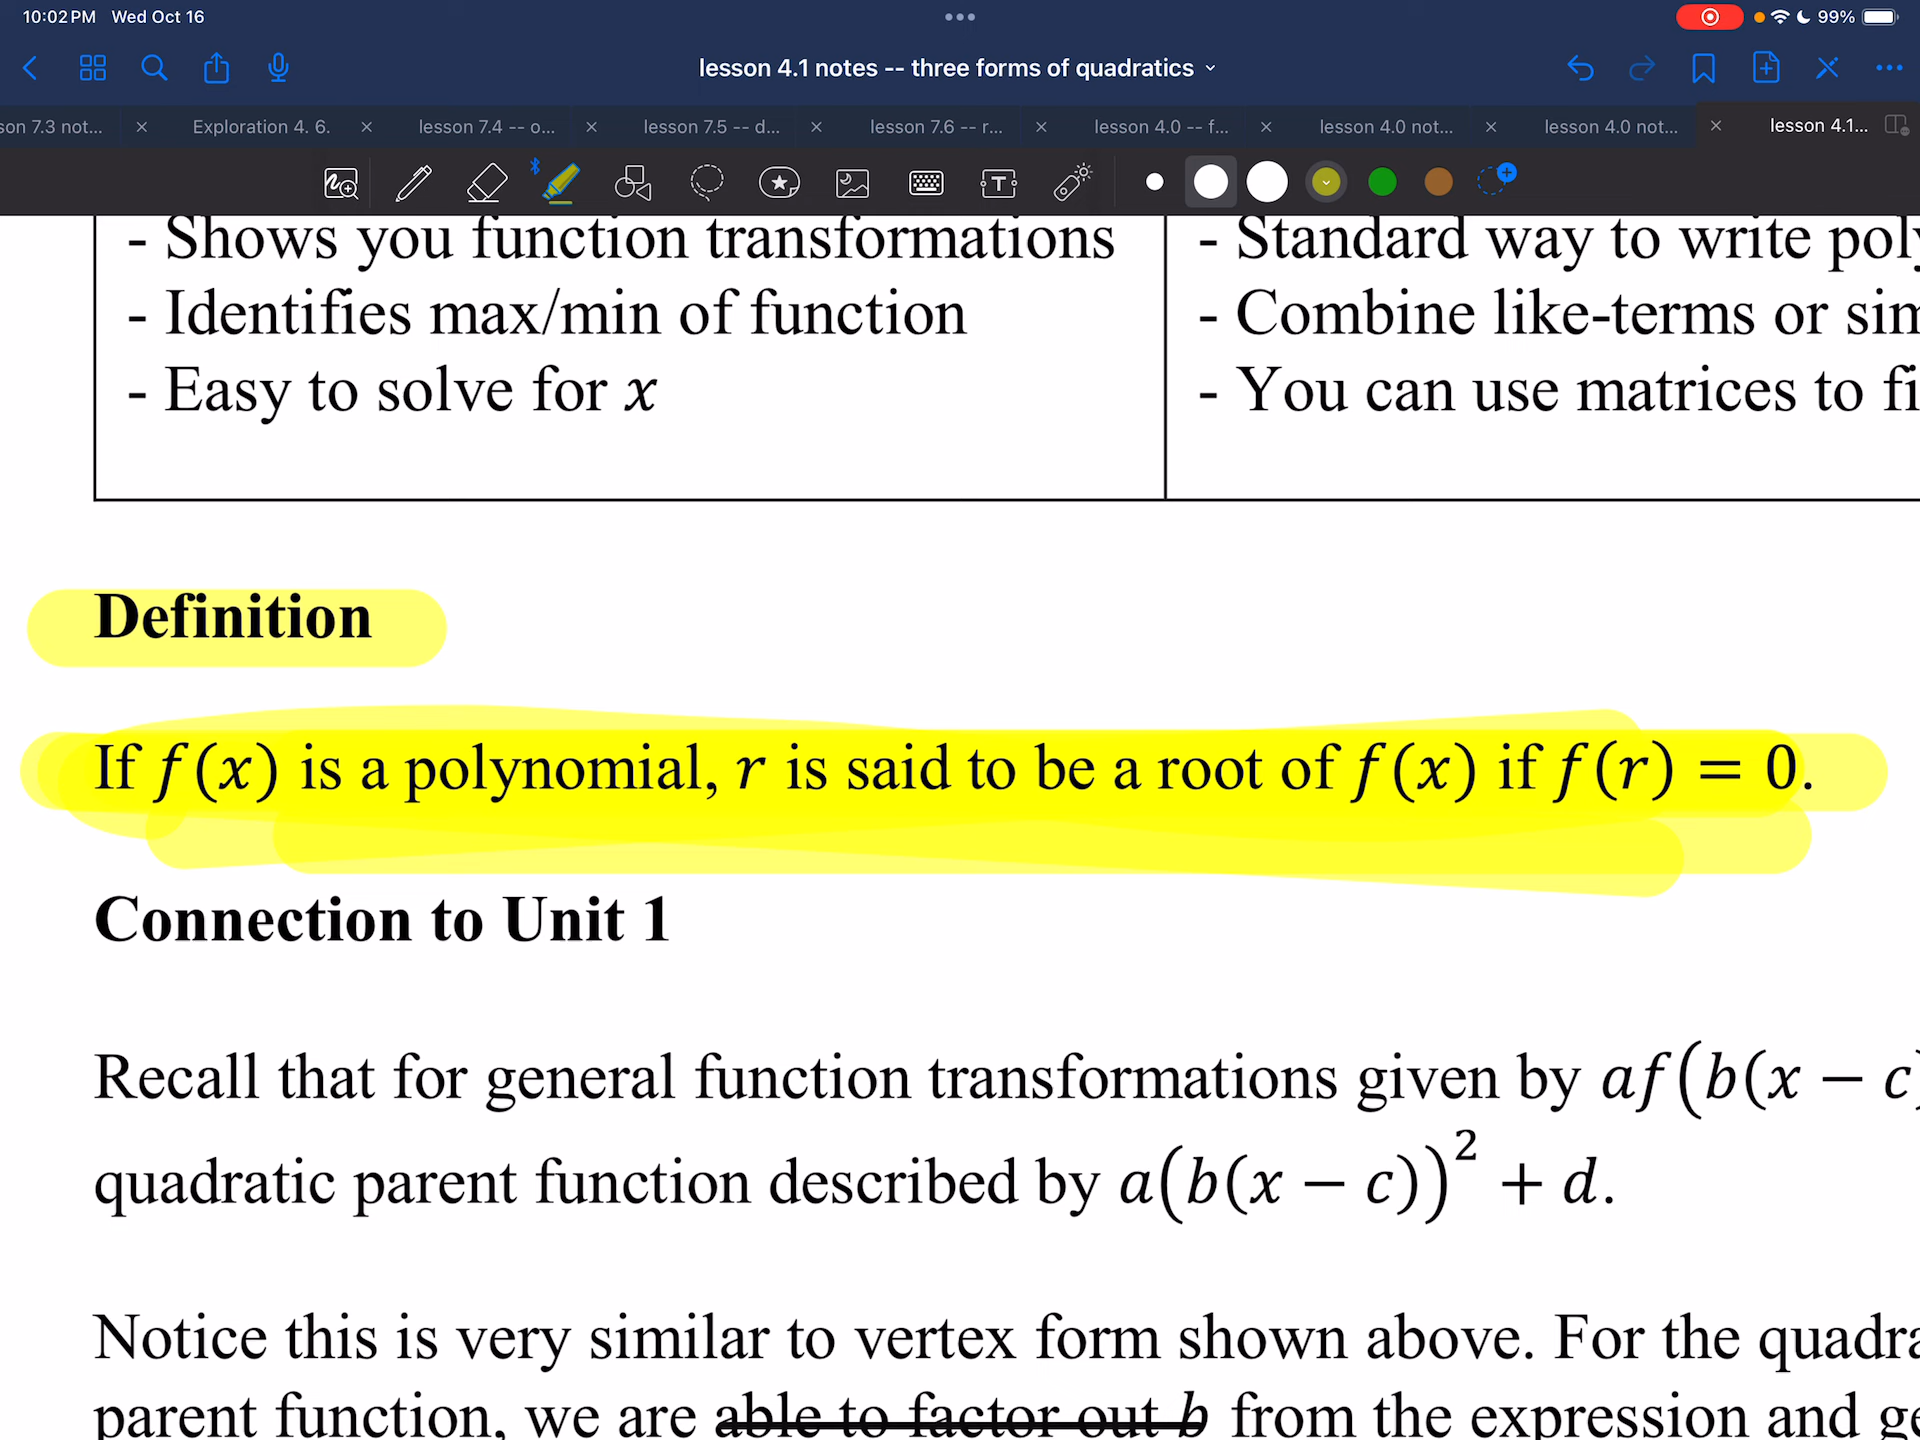 10:02 PM Wed Oct 16
99%
lesson 4.1 notes -- three forms of quadratics
son 7.3 not...
Exploration 4. 6.
lesson 7.4 -- o...
lesson 7.5 -- d...
lesson 7.6 -- r...
lesson 4.0 -- f...
lesson 4.0 not...
lesson 4.0 not...
lesson 4.1...
- Shows you function transformations
- Identifies max/min of function
- Easy to solve for x
- Standard way to write poly
- Combine like-terms or sim
- You can use matrices to fi
Definition
If f(x) is a polynomial, r is said to be a root of f(x) if f(r) = 0.
Connection to Unit 1
Recall that for general function transformations given by af(b(x − c)
quadratic parent function described by a(b(x − c))² + d.
Notice this is very similar to vertex form shown above. For the quadra
parent function, we are able to factor out b from the expression and ge